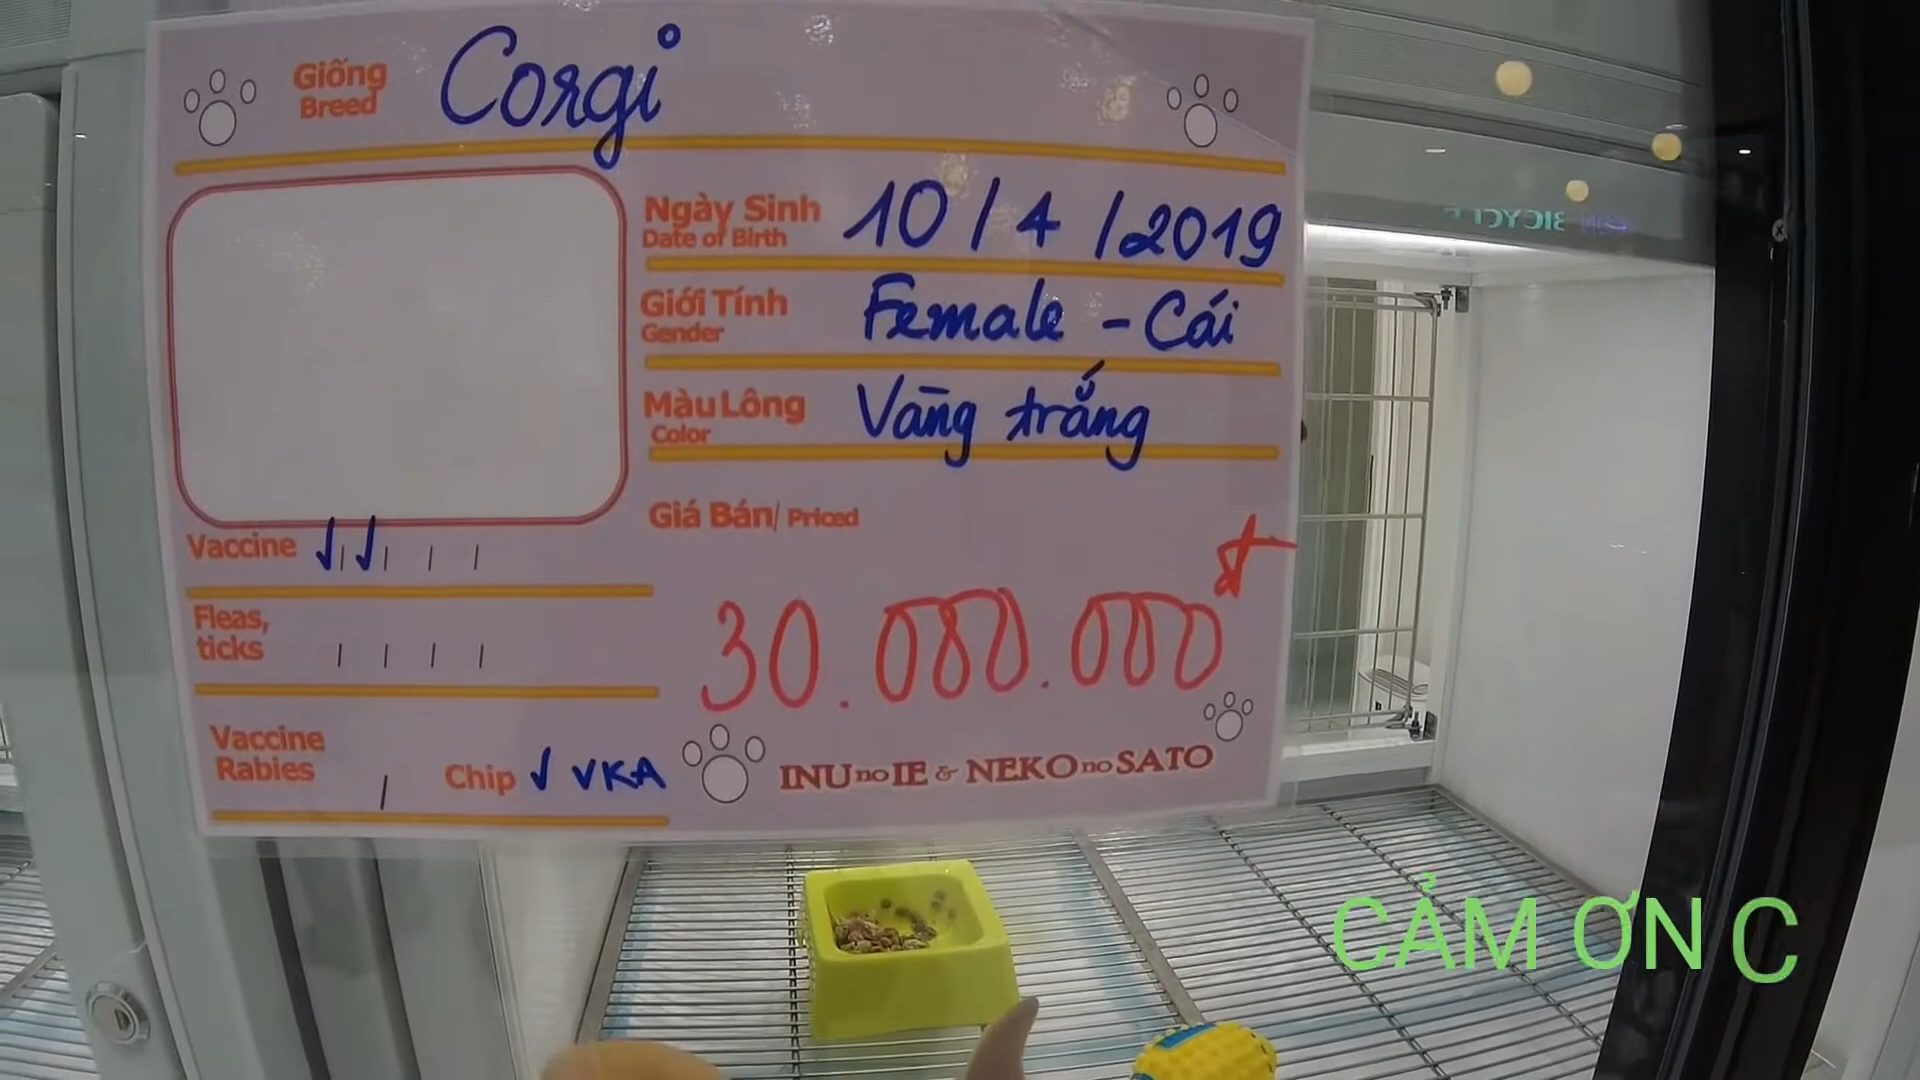 Giống Corgi
Breed
Ngày Sinh 10/4/2019
Date of Birth
Giới Tính Female - Cái
Gender
Màu Lông Vàng trắng
Color
Giá Bán/ Priced
30.000.000đ
Vaccine √ √
Fleas,
ticks
Vaccine
Rabies
Chip √ VKA
INU no IE & NEKO no SATO
CẢM ƠN C